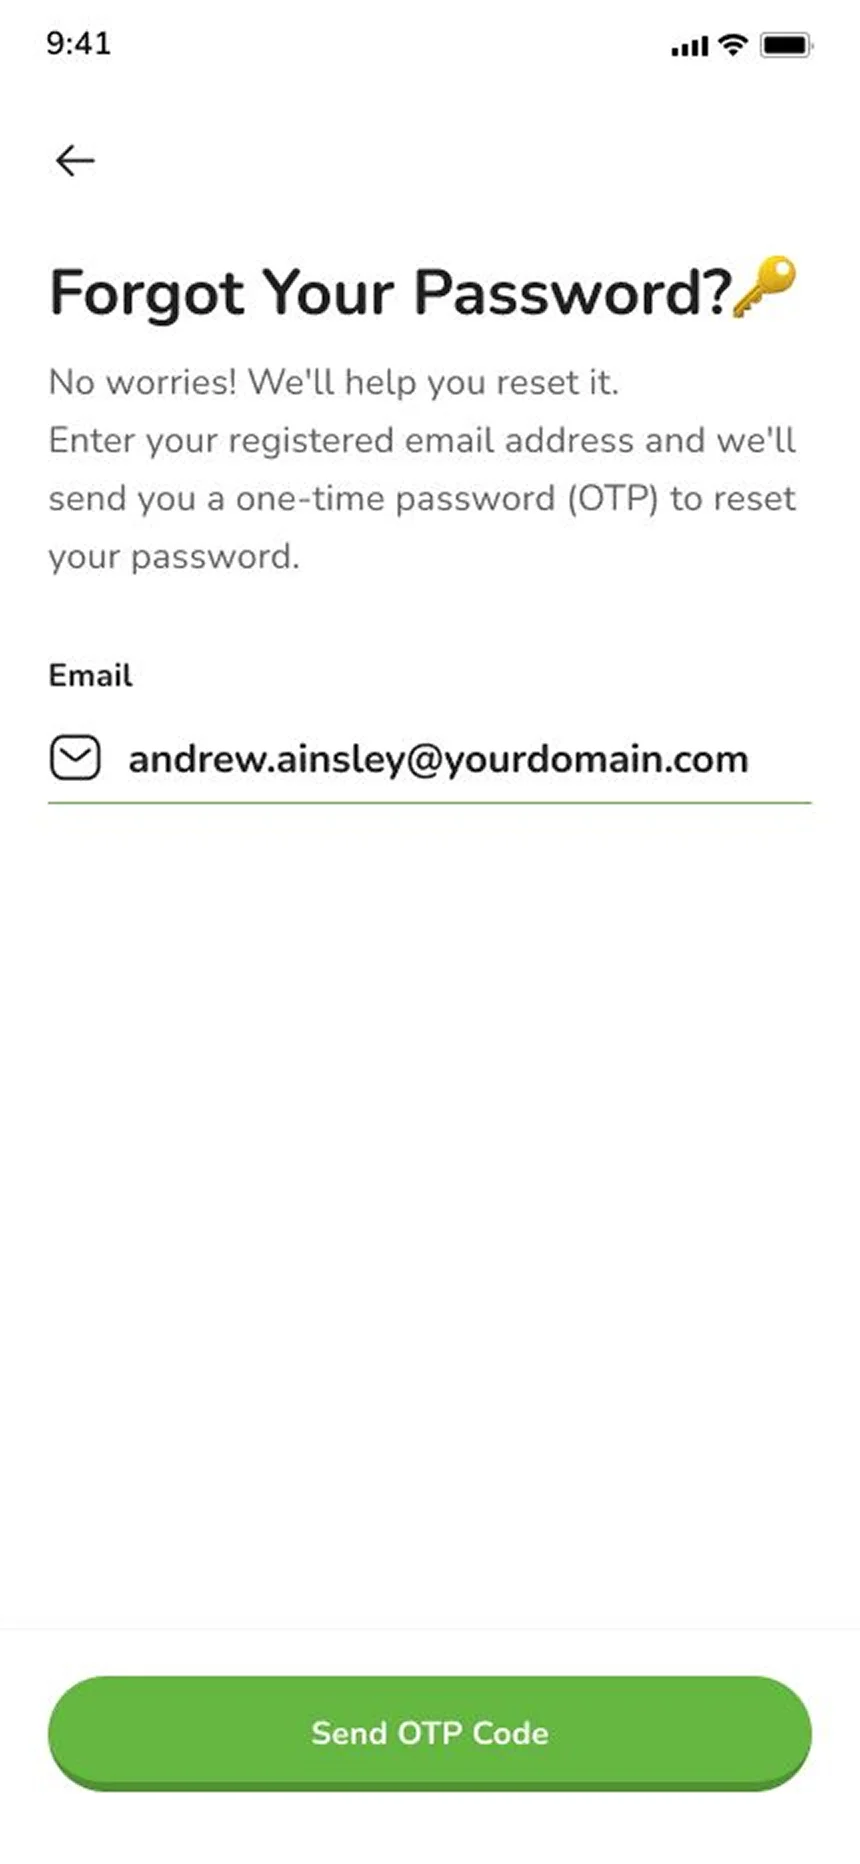 9:41
Forgot Your Password?🔑
No worries! We'll help you reset it.
Enter your registered email address and we'll
send you a one-time password (OTP) to reset
your password.
Email
andrew.ainsley@yourdomain.com
Send OTP Code